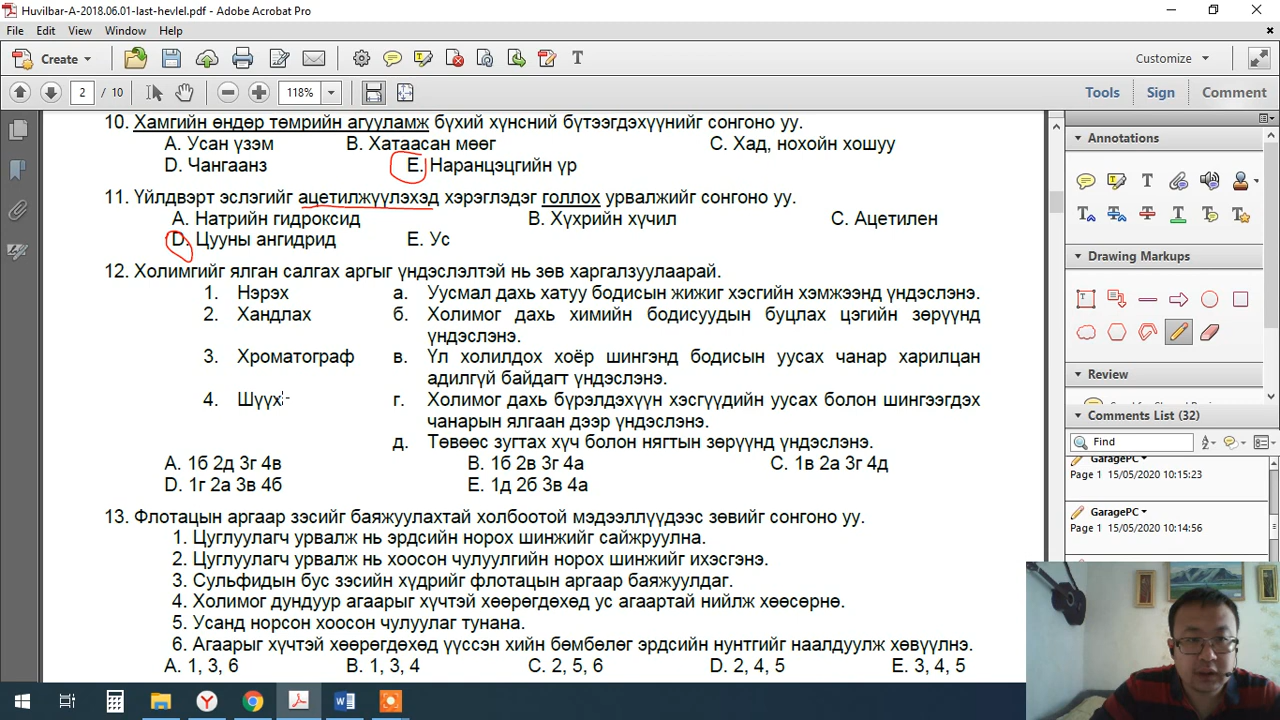 Huvilbar-A-2018.06.01-last-hevlel.pdf - Adobe Acrobat Pro
File Edit View Window Help
Create Customize
2 / 10 118% Tools Sign Comment
10. Хамгийн өндөр төмрийн агууламж бүхий хүнсний бүтээгдэхүүнийг сонгоно уу.
A. Усан үзэм B. Хатаасан мөөг C. Хад, нохойн хошуу
D. Чангаанз E. Наранцэцгийн үр
11. Үйлдвэрт эслэгийг ацетилжүүлэхэд хэрэглэдэг голлох урвалжийг сонгоно уу.
A. Натрийн гидроксид B. Хүхрийн хүчил C. Ацетилен
D. Цууны ангидрид E. Ус
12. Холимгийг ялган салгах аргыг үндэслэлтэй нь зөв харгалзуулаарай.
1. Нэрэх а. Уусмал дахь хатуу бодисын жижиг хэсгийн хэмжээнд үндэслэнэ.
2. Хандлах б. Холимог дахь химийн бодисуудын буцлах цэгийн зөрүүнд
үндэслэнэ.
3. Хроматограф в. Үл холилдох хоёр шингэнд бодисын уусах чанар харилцан
адилгүй байдагт үндэслэнэ.
4. Шүүх г. Холимог дахь бүрэлдэхүүн хэсгүүдийн уусах болон шингээгдэх
чанарын ялгаан дээр үндэслэнэ.
д. Төвөөс зугтах хүч болон нягтын зөрүүнд үндэслэнэ.
A. 1б 2д 3г 4в B. 1б 2в 3г 4а C. 1в 2а 3г 4д
D. 1г 2а 3в 4б E. 1д 2б 3в 4а
13. Флотацын аргаар зэсийг баяжуулахтай холбоотой мэдээллүүдээс зөвийг сонгоно уу.
1. Цуглуулагч урвалж нь эрдсийн норох шинжийг сайжруулна.
2. Цуглуулагч урвалж нь хоосон чулуулгийн норох шинжийг ихэсгэнэ.
3. Сульфидын бус зэсийн хүдрийг флотацын аргаар баяжуулдаг.
4. Холимог дундуур агаарыг хүчтэй хөөрөгдөхөд ус агаартай нийлж хөөсөрнө.
5. Усанд норсон хоосон чулуулаг тунана.
6. Агаарыг хүчтэй хөөрөгдөхөд үүссэн хийн бөмбөлөг эрдсийн нунтгийг наалдуулж хөвүүлнэ.
A. 1, 3, 6 B. 1, 3, 4 C. 2, 5, 6 D. 2, 4, 5 E. 3, 4, 5
Annotations
Drawing Markups
Review
Comments List (32)
Find
GaragePC
Page 1 15/05/2020 10:15:23
GaragePC
Page 1 15/05/2020 10:14:56